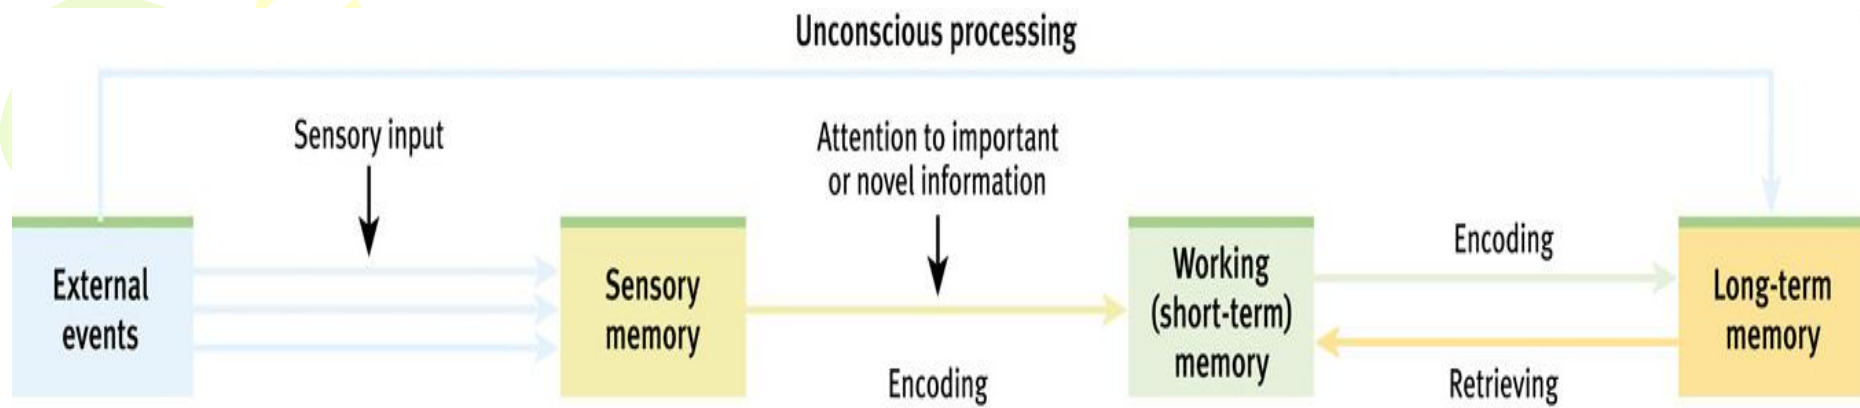 Unconscious processing
Sensory input
Attention to important
or novel information
External
events
Sensory
memory
Encoding
Working
(short-term)
memory
Encoding
Retrieving
Long-term
memory